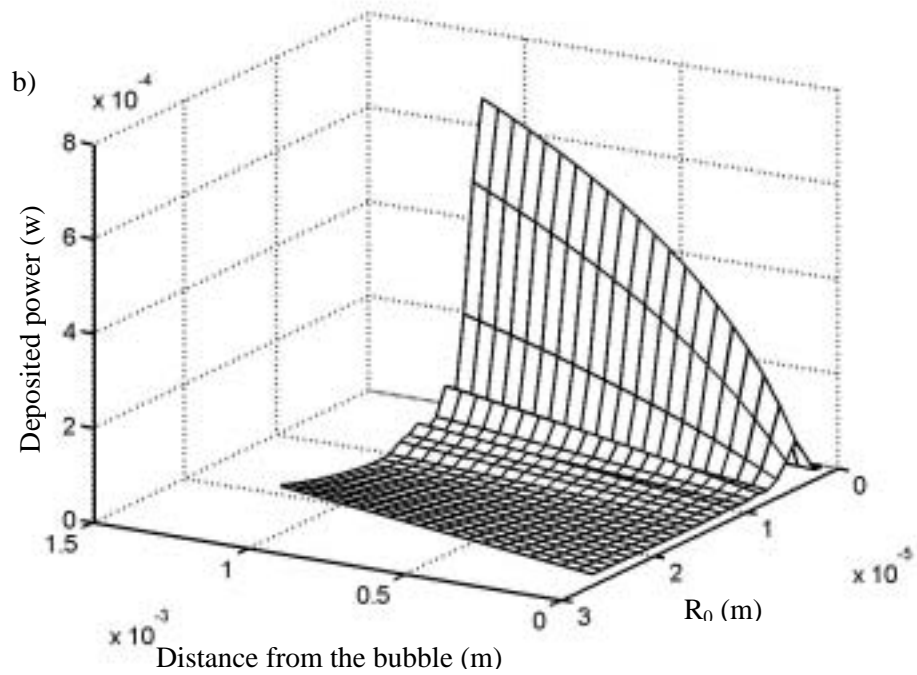 b)
x 10⁻⁴
8
6
4
2
0
Deposited power (w)
1.5
1
0.5
0
x 10⁻³
Distance from the bubble (m)
3
2
1
0
x 10⁻⁵
R₀ (m)